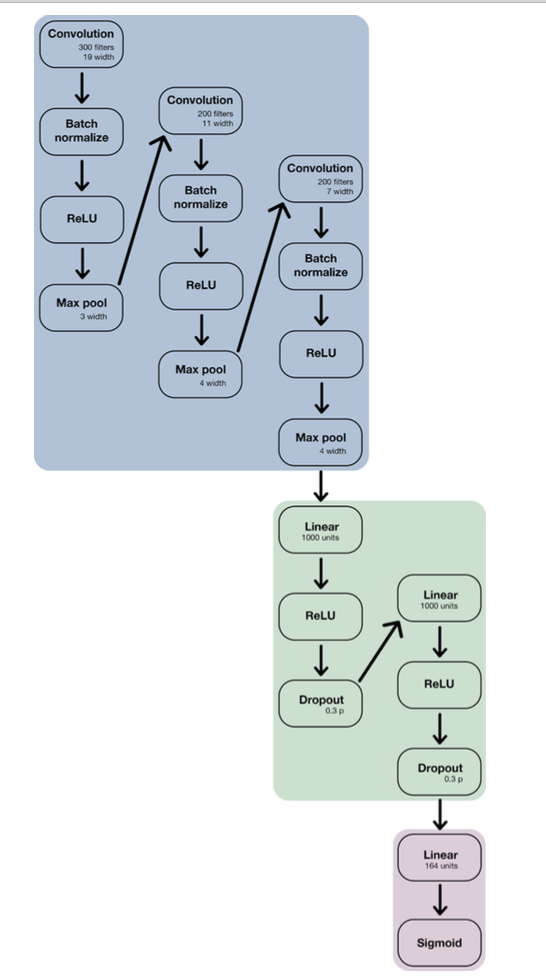 Convolution
300 filters
19 width
Batch
normalize
ReLU
Max pool
3 width
Convolution
200 filters
11 width
Batch
normalize
ReLU
Max pool
4 width
Convolution
200 filters
7 width
Batch
normalize
ReLU
Max pool
4 width
Linear
1000 units
ReLU
Dropout
0.3 p
Linear
1000 units
ReLU
Dropout
0.3 p
Linear
164 units
Sigmoid